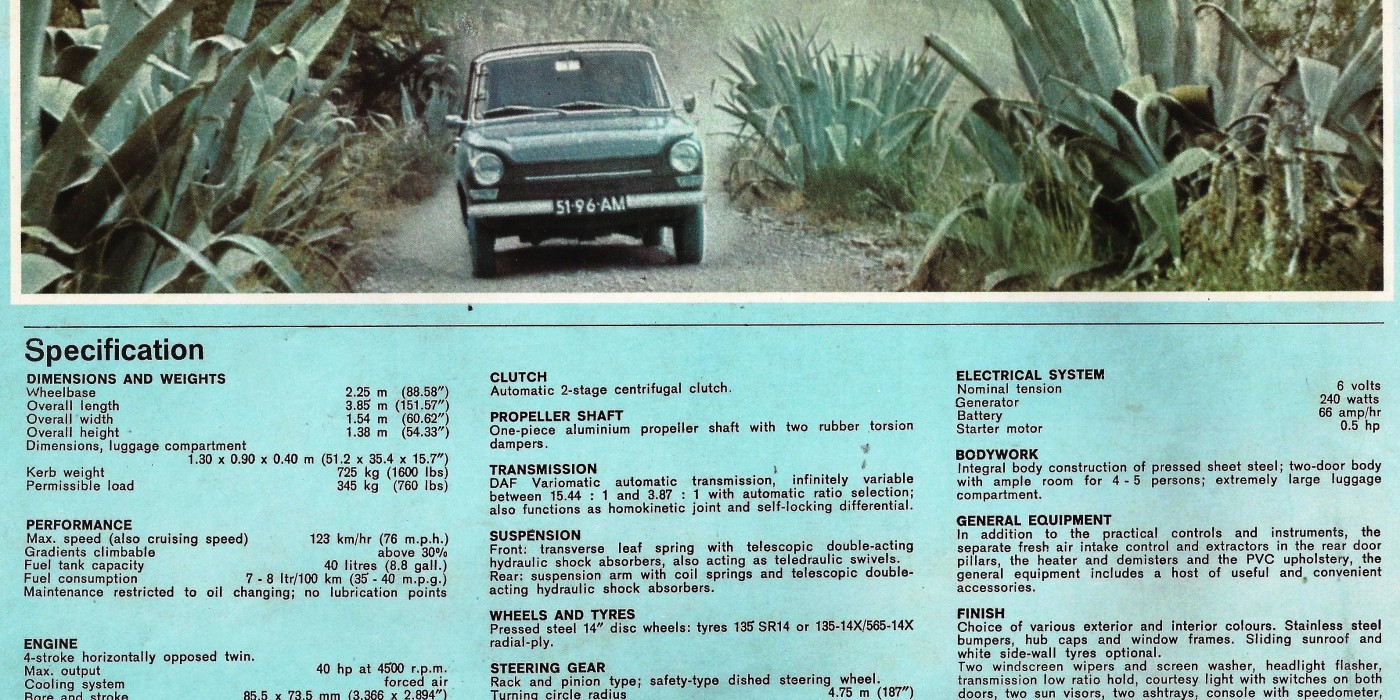 51-96-AM
Specification
DIMENSIONS AND WEIGHTS
Wheelbase 2.25 m (88.58″)
Overall length 3.85 m (151.57″)
Overall width 1.54 m (60.62″)
Overall height 1.38 m (54.33″)
Dimensions, luggage compartment
1.30 x 0.90 x 0.40 m (51.2 x 35.4 x 15.7″)
Kerb weight 725 kg (1600 lbs)
Permissible load 345 kg (760 lbs)
PERFORMANCE
Max. speed (also cruising speed) 123 km/hr (76 m.p.h.)
Gradients climbable above 30%
Fuel tank capacity 40 litres (8.8 gall.)
Fuel consumption 7 - 8 ltr/100 km (35 - 40 m.p.g.)
Maintenance restricted to oil changing; no lubrication points
ENGINE
4-stroke horizontally opposed twin.
Max. output 40 hp at 4500 r.p.m.
Cooling system forced air
Bore and stroke 85.5 x 73.5 mm (3.366 x 2.894″)
CLUTCH
Automatic 2-stage centrifugal clutch.
PROPELLER SHAFT
One-piece aluminium propeller shaft with two rubber torsion
dampers.
TRANSMISSION
DAF Variomatic automatic transmission, infinitely variable
between 15.44 : 1 and 3.87 : 1 with automatic ratio selection;
also functions as homokinetic joint and self-locking differential.
SUSPENSION
Front: transverse leaf spring with telescopic double-acting
hydraulic shock absorbers, also acting as teledraulic swivels.
Rear: suspension arm with coil springs and telescopic double-
acting hydraulic shock absorbers.
WHEELS AND TYRES
Pressed steel 14″ disc wheels: tyres 135 SR14 or 135-14X/565-14X
radial-ply.
STEERING GEAR
Rack and pinion type; safety-type dished steering wheel.
Turning circle radius 4.75 m (187″)
ELECTRICAL SYSTEM
Nominal tension 6 volts
Generator 240 watts
Battery 66 amp/hr
Starter motor 0.5 hp
BODYWORK
Integral body construction of pressed sheet steel; two-door body
with ample room for 4 - 5 persons; extremely large luggage
compartment.
GENERAL EQUIPMENT
In addition to the practical controls and instruments, the
separate fresh air intake control and extractors in the rear door
pillars, the heater and demisters and the PVC upholstery, the
general equipment includes a host of useful and convenient
accessories.
FINISH
Choice of various exterior and interior colours. Stainless steel
bumpers, hub caps and window frames. Sliding sunroof and
white side-wall tyres optional.
Two windscreen wipers and screen washer, headlight flasher,
transmission low ratio hold, courtesy light with switches on both
doors, two sun visors, two ashtrays, console with speedometer,